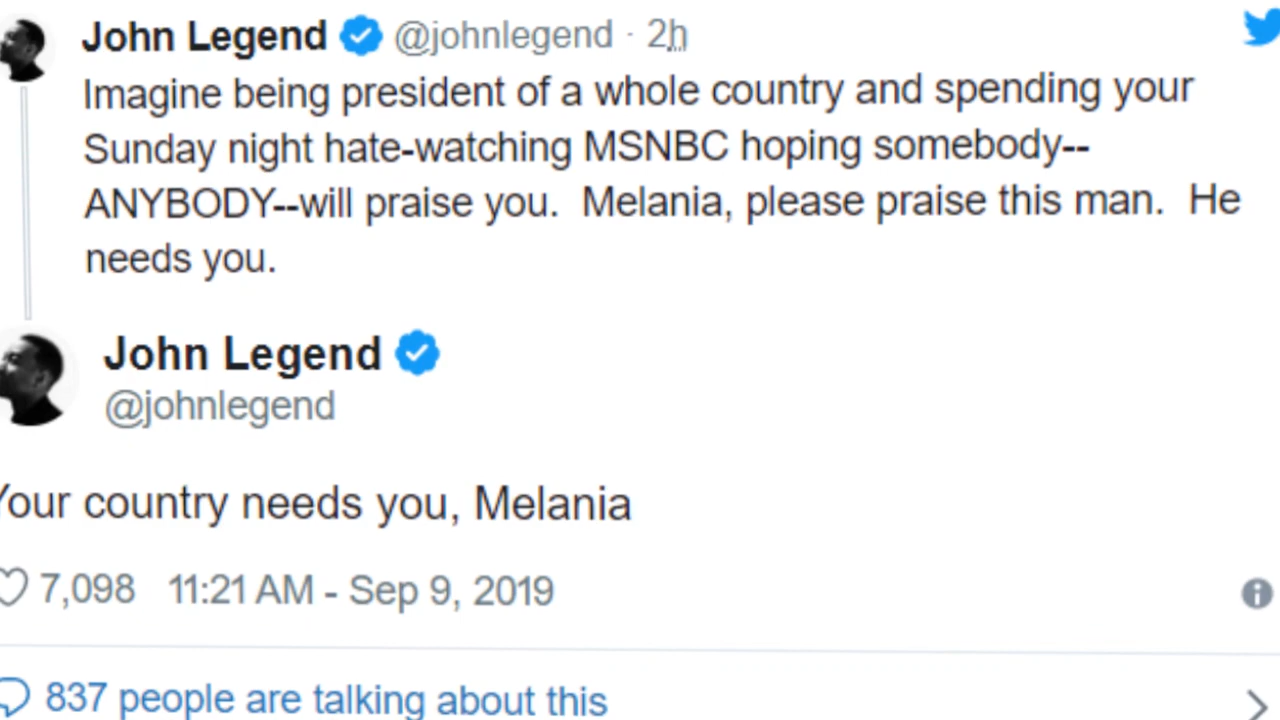 John Legend @johnlegend · 2h
Imagine being president of a whole country and spending your
Sunday night hate-watching MSNBC hoping somebody--
ANYBODY--will praise you.  Melania, please praise this man.  He
needs you.
John Legend
@johnlegend
Your country needs you, Melania
7,098 11:21 AM - Sep 9, 2019
837 people are talking about this